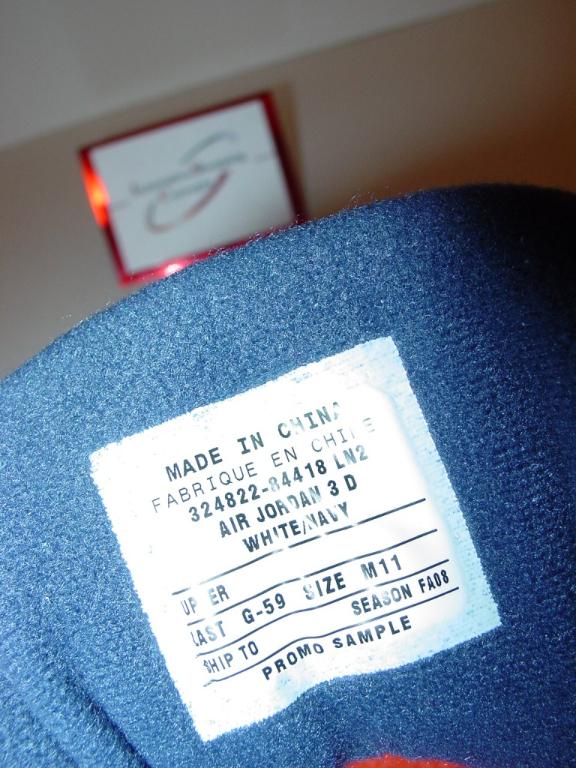 MADE IN CHINA
FABRIQUE EN CHINE
324822-84418 LN2
AIR JORDAN 3 D
WHITE/NAVY
UPPER
LAST G-59 SIZE M11
SHIP TO SEASON FA08
PROMO SAMPLE